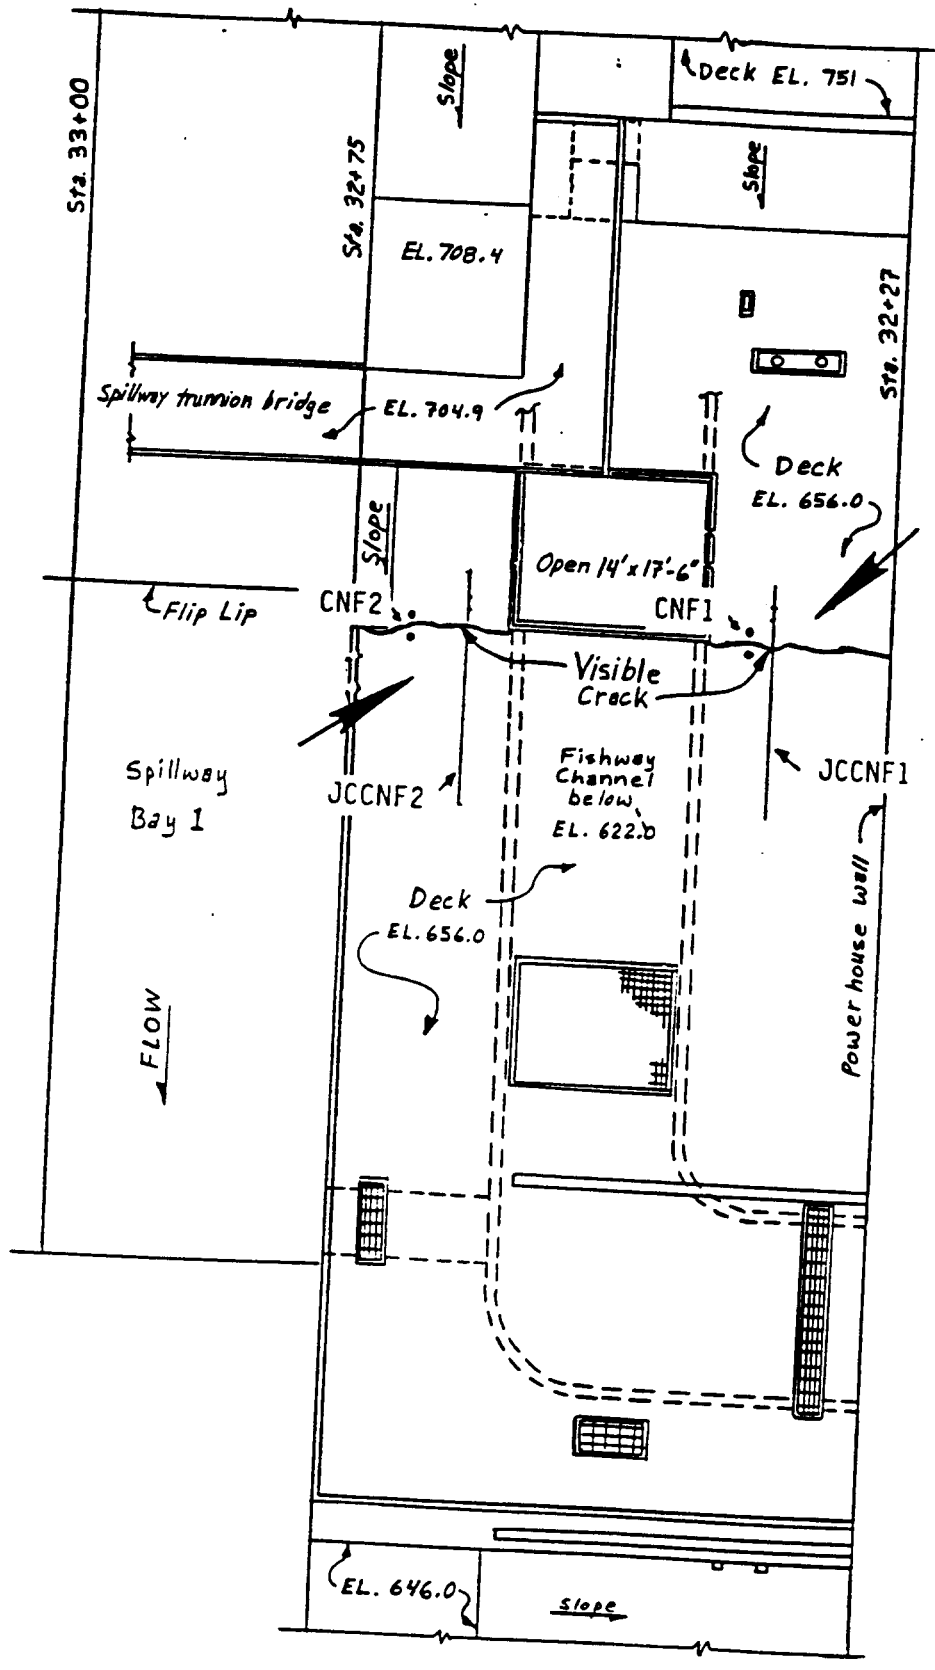 Deck EL. 751
Slope
Sta. 33+00
Sta. 32+75
Slope
EL. 708.4
Sta. 32+27
Spillway trunnion bridge
EL. 704.9
Deck
EL. 656.0
Slope
Open 14' x 17'-6"
CNF2
CNF1
Flip Lip
Visible
Crack
Spillway
Bay 1
JCCNF2
Fishway
Channel
below
EL. 622.0
JCCNF1
Deck
EL. 656.0
Powerhouse wall
FLOW
EL. 646.0
slope